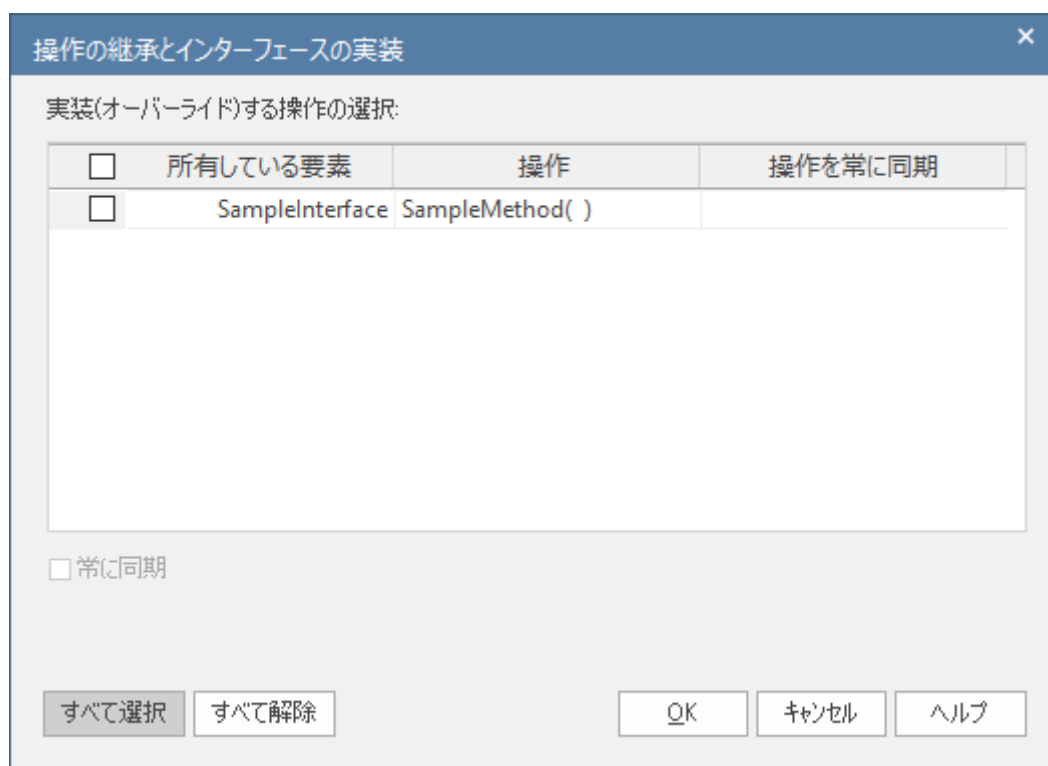 操作の継承とインターフェースの実装
実装(オーバーライド)する操作の選択:
所有している要素 操作 操作を常に同期
SampleInterface SampleMethod( )
常に同期
すべて選択 すべて解除 OK キャンセル ヘルプ